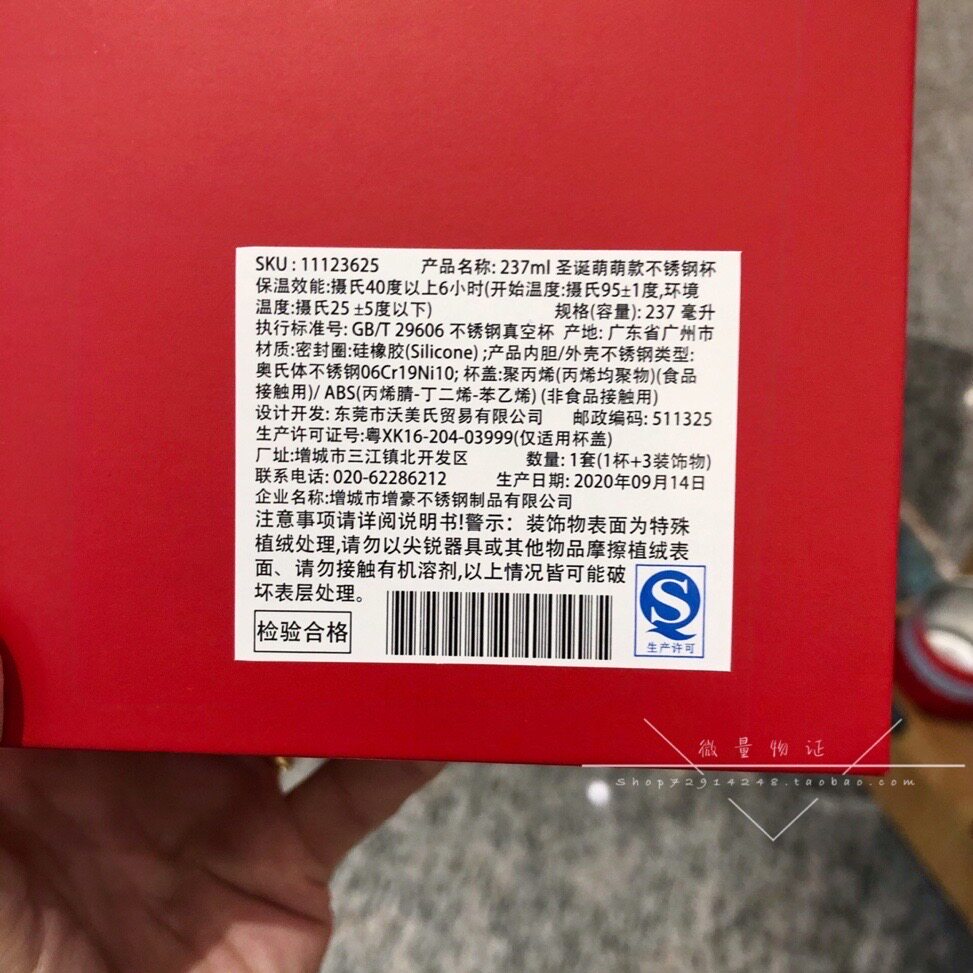 SKU : 11123625 产品名称: 237ml 圣诞萌萌款不锈钢杯
保温效能:摄氏40度以上6小时(开始温度:摄氏95±1度,环境
温度:摄氏25 ±5度以下) 规格(容量): 237 毫升
执行标准号: GB/T 29606 不锈钢真空杯 产地: 广东省广州市
材质:密封圈:硅橡胶(Silicone) ;产品内胆/外壳不锈钢类型:
奥氏体不锈钢06Cr19Ni10; 杯盖:聚丙烯(丙烯均聚物)(食品
接触用)/ ABS(丙烯腈-丁二烯-苯乙烯) (非食品接触用)
设计开发: 东莞市沃美氏贸易有限公司 邮政编码: 511325
生产许可证号:粤XK16-204-03999(仅适用杯盖)
厂址:增城市三江镇北开发区 数量: 1套(1杯+3装饰物)
联系电话: 020-62286212 生产日期: 2020年09月14日
企业名称:增城市增豪不锈钢制品有限公司
注意事项请详阅说明书!警示: 装饰物表面为特殊
植绒处理,请勿以尖锐器具或其他物品摩擦植绒表
面、请勿接触有机溶剂,以上情况皆可能破
坏表层处理。
检验合格
生产许可
微量物证
Shop72914248.taobao.com